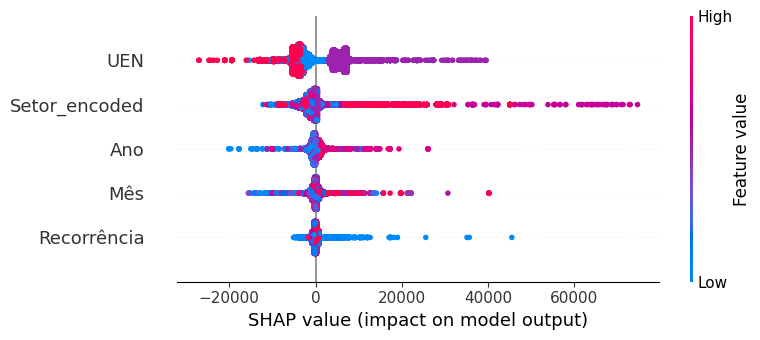 High
UEN
Setor_encoded
Ano
Mês
Recorrência
Feature value
Low
−20000 0 20000 40000 60000
SHAP value (impact on model output)